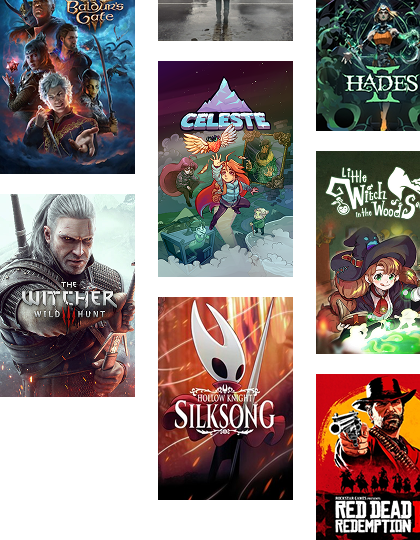 Baldur's
Gate
CELESTE
THE
WITCHER
WILD HUNT
HOLLOW KNIGHT
SILKSONG
HADES
II
Little
Witch
in the Woods
ROCKSTAR GAMES PRESENTS
RED DEAD
REDEMPTION